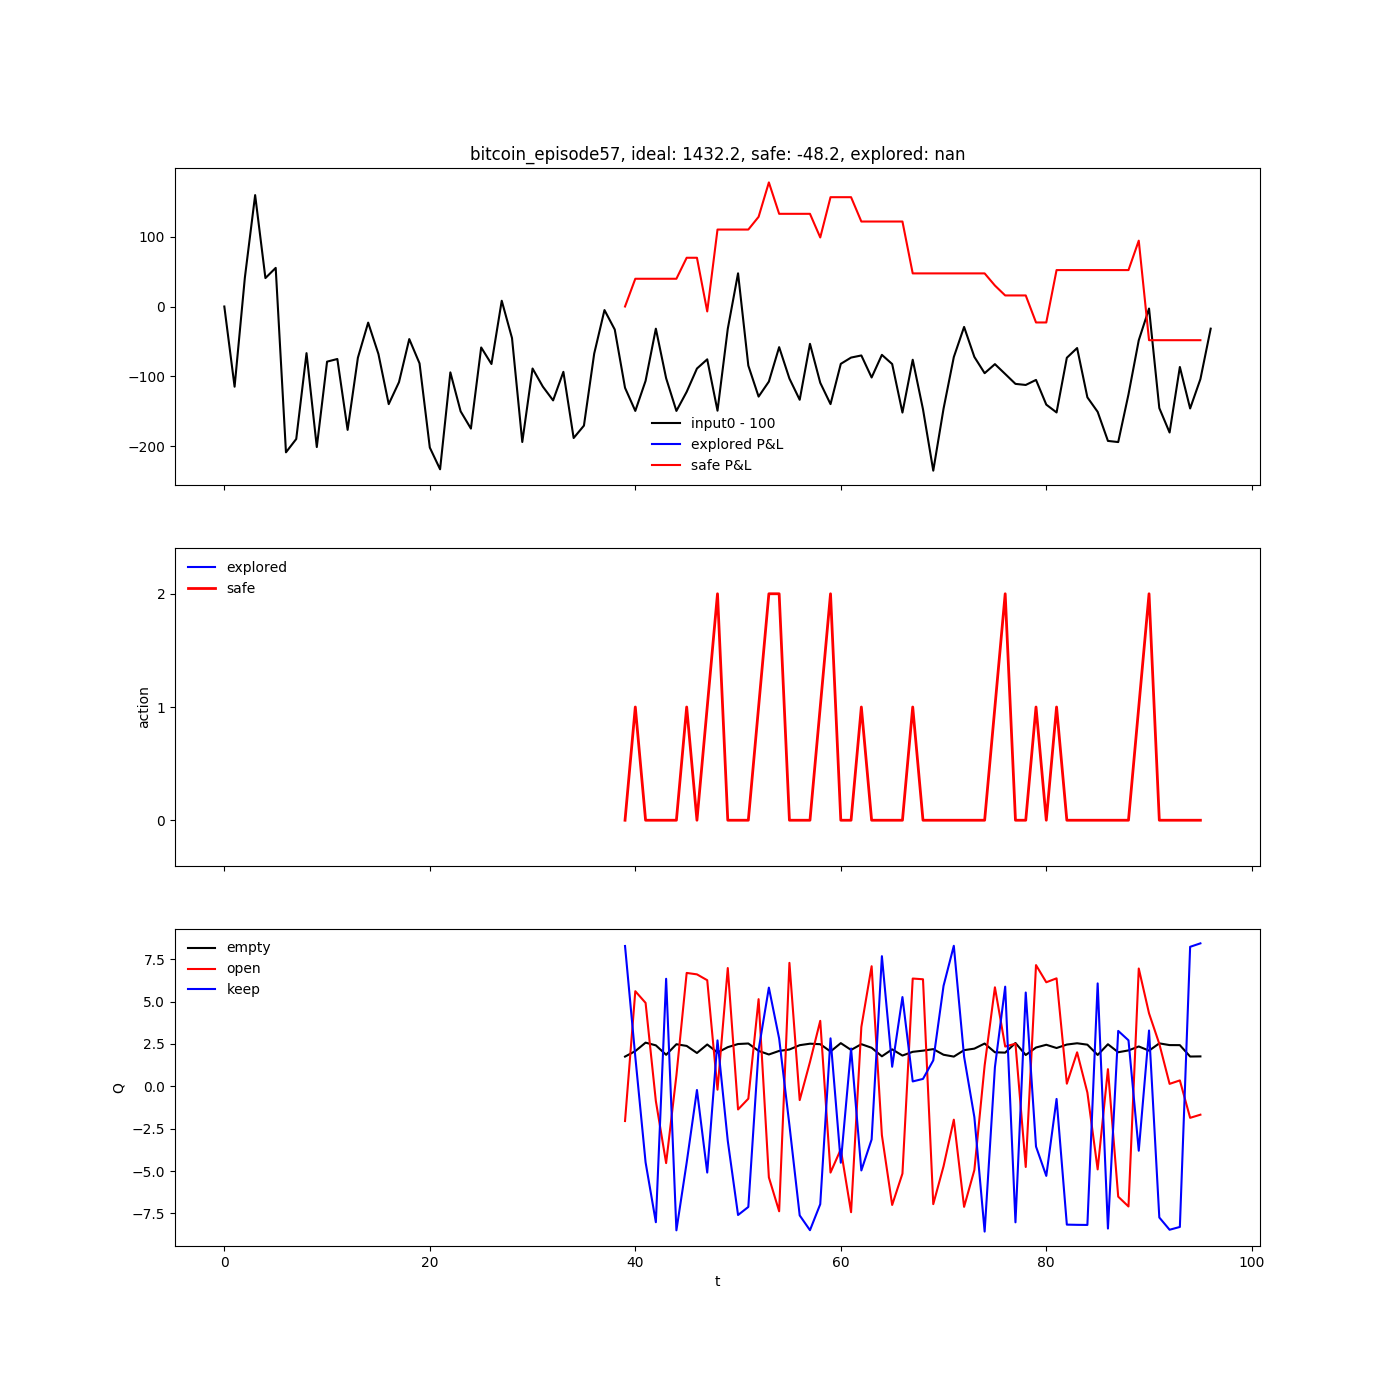 bitcoin_episode57, ideal: 1432.2, safe: -48.2, explored: nan
100
0
−100
−200
input0 - 100
explored P&L
safe P&L
explored
safe
2
1
0
action
empty
open
keep
7.5
5.0
2.5
0.0
−2.5
−5.0
−7.5
Q
0 20 40 60 80 100
t